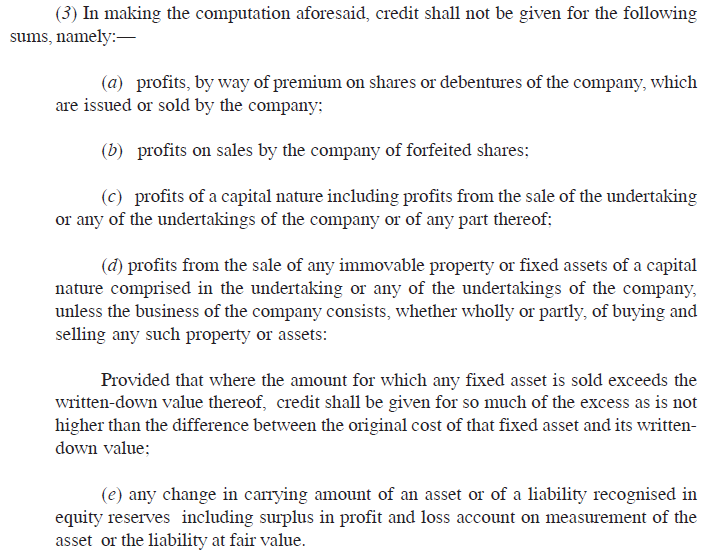 (3) In making the computation aforesaid, credit shall not be given for the following
sums, namely:—
(a) profits, by way of premium on shares or debentures of the company, which
are issued or sold by the company;
(b) profits on sales by the company of forfeited shares;
(c) profits of a capital nature including profits from the sale of the undertaking
or any of the undertakings of the company or of any part thereof;
(d) profits from the sale of any immovable property or fixed assets of a capital
nature comprised in the undertaking or any of the undertakings of the company,
unless the business of the company consists, whether wholly or partly, of buying and
selling any such property or assets:
Provided that where the amount for which any fixed asset is sold exceeds the
written-down value thereof, credit shall be given for so much of the excess as is not
higher than the difference between the original cost of that fixed asset and its written-
down value;
(e) any change in carrying amount of an asset or of a liability recognised in
equity reserves including surplus in profit and loss account on measurement of the
asset or the liability at fair value.